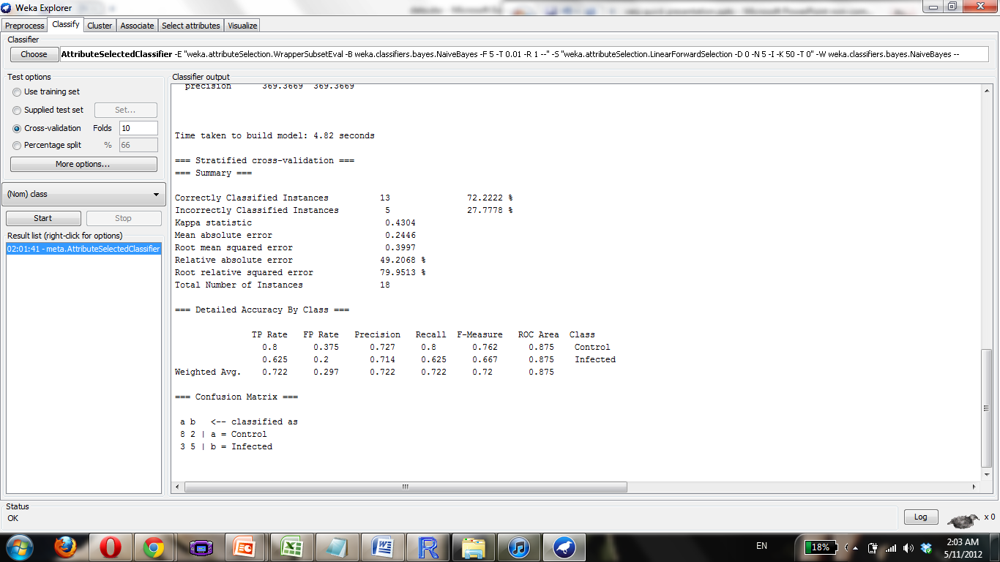 Weka Explorer
Preprocess Classify Cluster Associate Select attributes Visualize
Classifier
Choose AttributeSelectedClassifier -E "weka.attributeSelection.WrapperSubsetEval -B weka.classifiers.bayes.NaiveBayes -F 5 -T 0.01 -R 1 --" -S "weka.attributeSelection.LinearForwardSelection -D 0 -N 5 -I -K 50 -T 0" -W weka.classifiers.bayes.NaiveBayes --
Test options
Use training set
Supplied test set Set...
Cross-validation Folds 10
Percentage split % 66
More options...
(Nom) class
Start Stop
Result list (right-click for options)
02:01:41 - meta.AttributeSelectedClassifier
Classifier output
precision 369.3669 369.3669
Time taken to build model: 4.82 seconds
=== Stratified cross-validation ===
=== Summary ===
Correctly Classified Instances 13 72.2222 %
Incorrectly Classified Instances 5 27.7778 %
Kappa statistic 0.4304
Mean absolute error 0.2446
Root mean squared error 0.3997
Relative absolute error 49.2068 %
Root relative squared error 79.9513 %
Total Number of Instances 18
=== Detailed Accuracy By Class ===
TP Rate FP Rate Precision Recall F-Measure ROC Area Class
0.8 0.375 0.727 0.8 0.762 0.875 Control
0.625 0.2 0.714 0.625 0.667 0.875 Infected
Weighted Avg. 0.722 0.297 0.722 0.722 0.72 0.875
=== Confusion Matrix ===
a b <-- classified as
8 2 | a = Control
3 5 | b = Infected
Status
OK
Log x 0
EN
18%
2:03 AM
5/11/2012